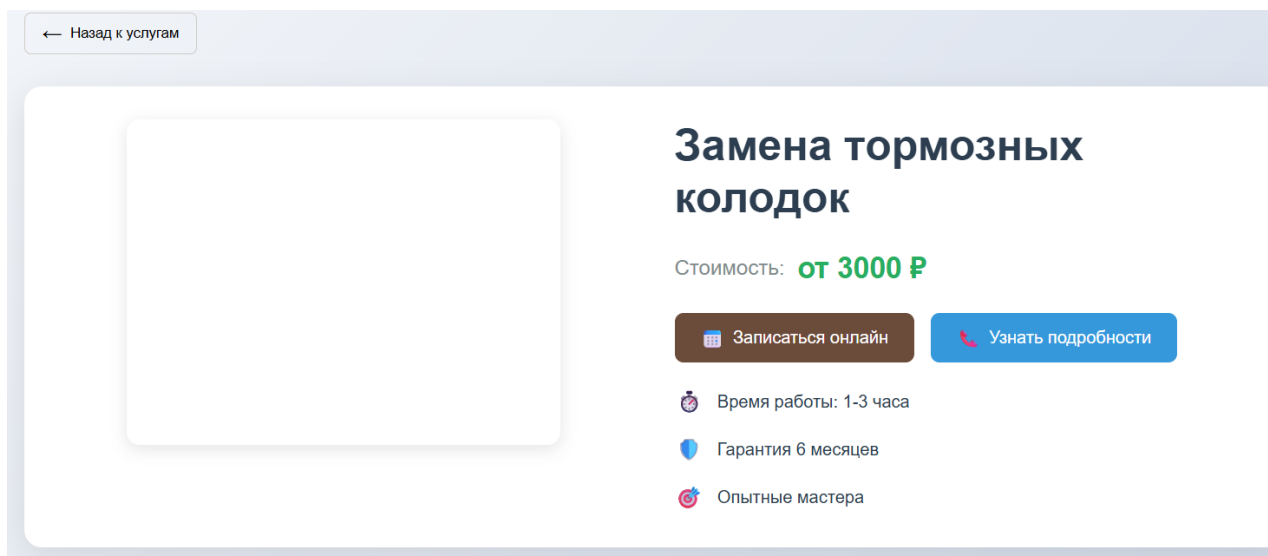 ← Назад к услугам
Замена тормозных
колодок
Стоимость: от 3000 ₽
Записаться онлайн
Узнать подробности
Время работы: 1-3 часа
Гарантия 6 месяцев
Опытные мастера